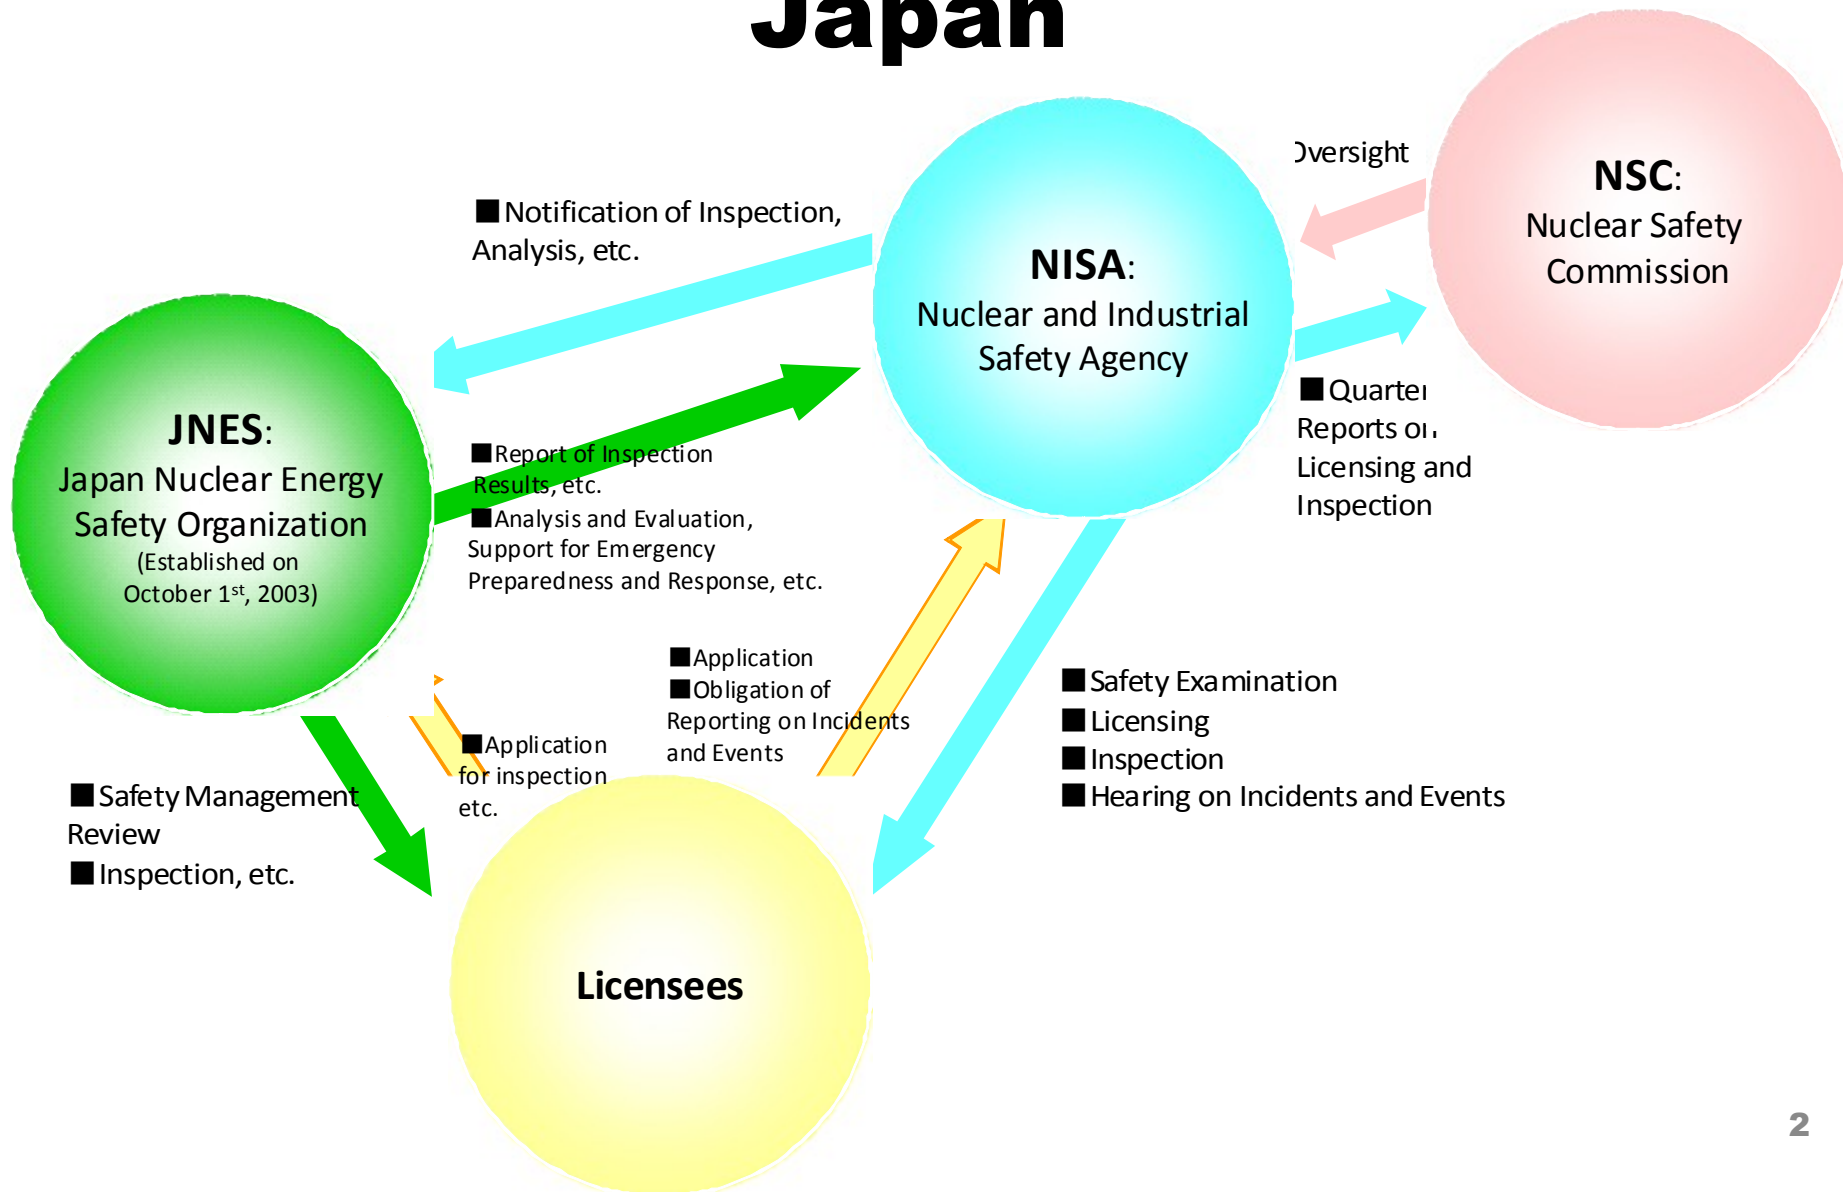 Japan
NSC:
Nuclear Safety
Commission
Oversight
NISA:
Nuclear and Industrial
Safety Agency
■Notification of Inspection,
Analysis, etc.
■
Reports
Licensing and
Inspection
JNES:
Japan Nuclear Energy
Safety Organization
(Established on
October 1st, 2003)
■Report of Inspection
Results, etc.
■Analysis and Evaluation,
Support for Emergency
Preparedness and Response, etc.
■Application
■Obligation of
Reporting on Incidents
and Events
■Safety Examination
■Licensing
■Inspection
■Hearing on Incidents and Events
■Application
for inspection
etc.
■Safety Management
Review
■Inspection, etc.
Licensees
2